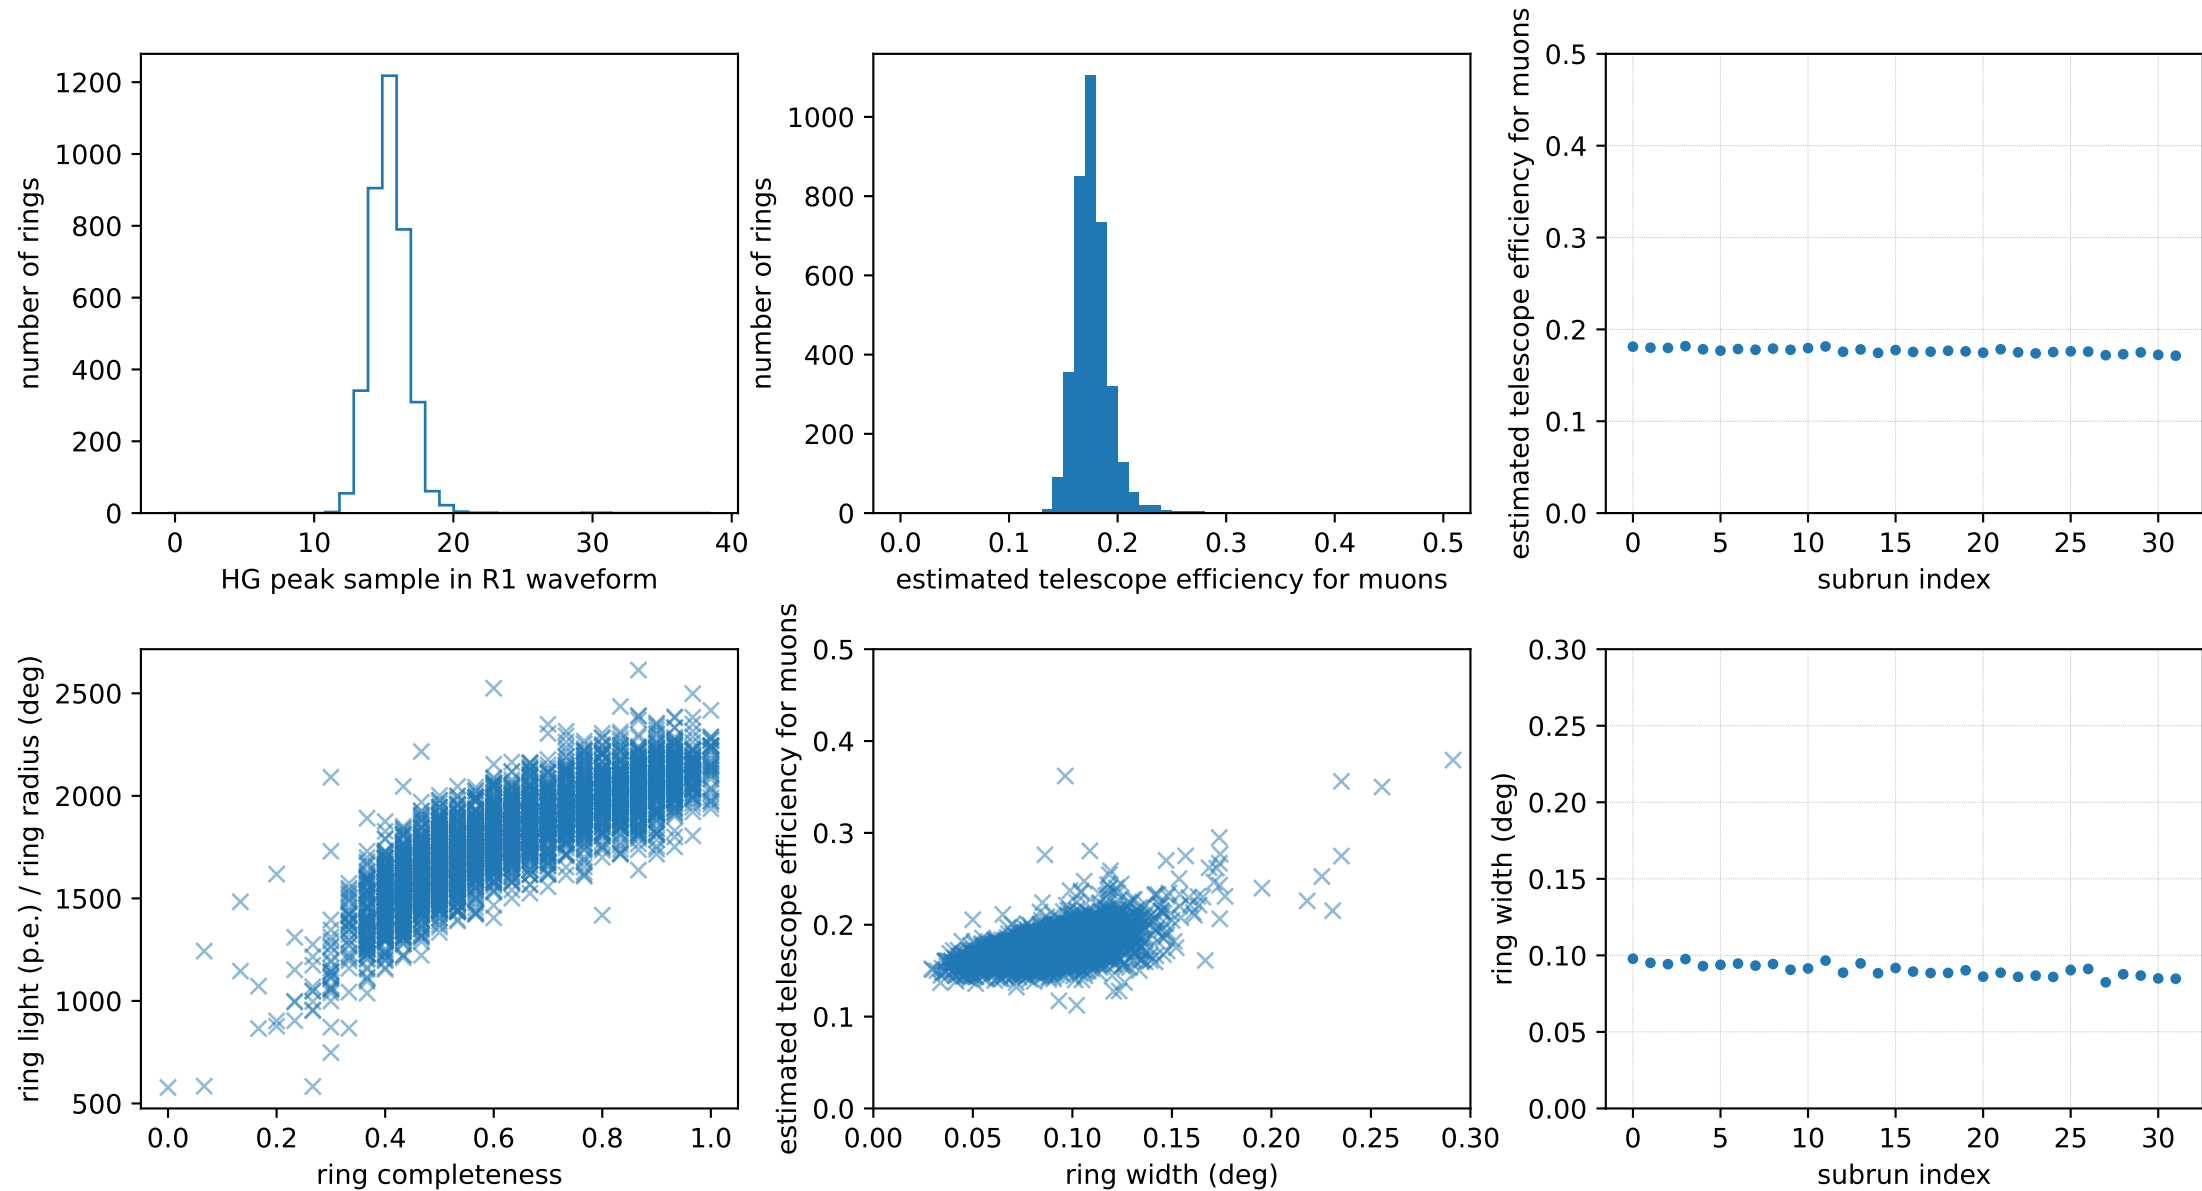 1200
1000
800
600
400
200
0
number of rings
0 10 20 30 40
HG peak sample in R1 waveform
1000
800
600
400
200
0
number of rings
0.0 0.1 0.2 0.3 0.4 0.5
estimated telescope efficiency for muons
0.5
0.4
0.3
0.2
0.1
0.0
estimated telescope efficiency for muons
0 5 10 15 20 25 30
subrun index
2500
2000
1500
1000
500
ring light (p.e.) / ring radius (deg)
0.0 0.2 0.4 0.6 0.8 1.0
ring completeness
0.5
0.4
0.3
0.2
0.1
0.0
estimated telescope efficiency for muons
0.00 0.05 0.10 0.15 0.20 0.25 0.30
ring width (deg)
0.30
0.25
0.20
0.15
0.10
0.05
0.00
ring width (deg)
0 5 10 15 20 25 30
subrun index